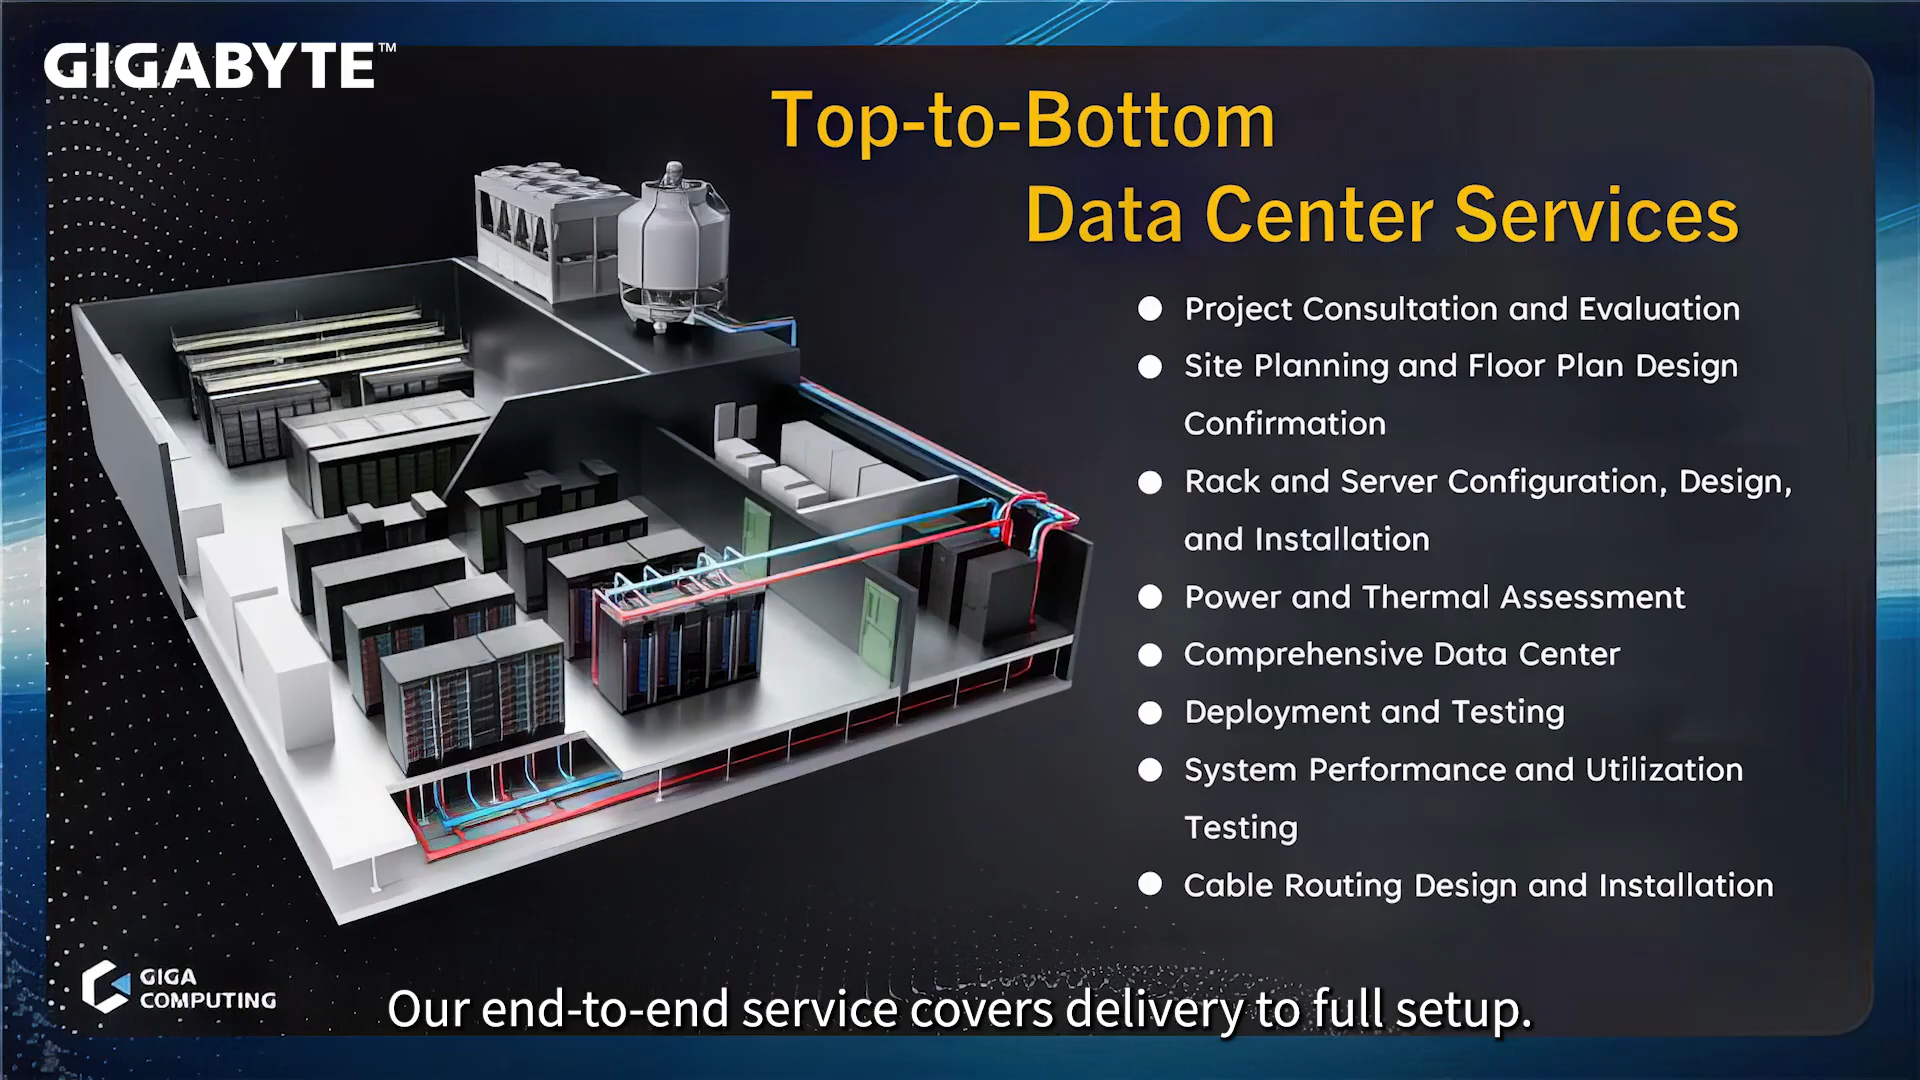 GIGABYTE™
Top-to-Bottom
Data Center Services
● Project Consultation and Evaluation
● Site Planning and Floor Plan Design
Confirmation
● Rack and Server Configuration, Design,
and Installation
● Power and Thermal Assessment
● Comprehensive Data Center
● Deployment and Testing
● System Performance and Utilization
Testing
● Cable Routing Design and Installation
GIGA
COMPUTING
Our end-to-end service covers delivery to full setup.